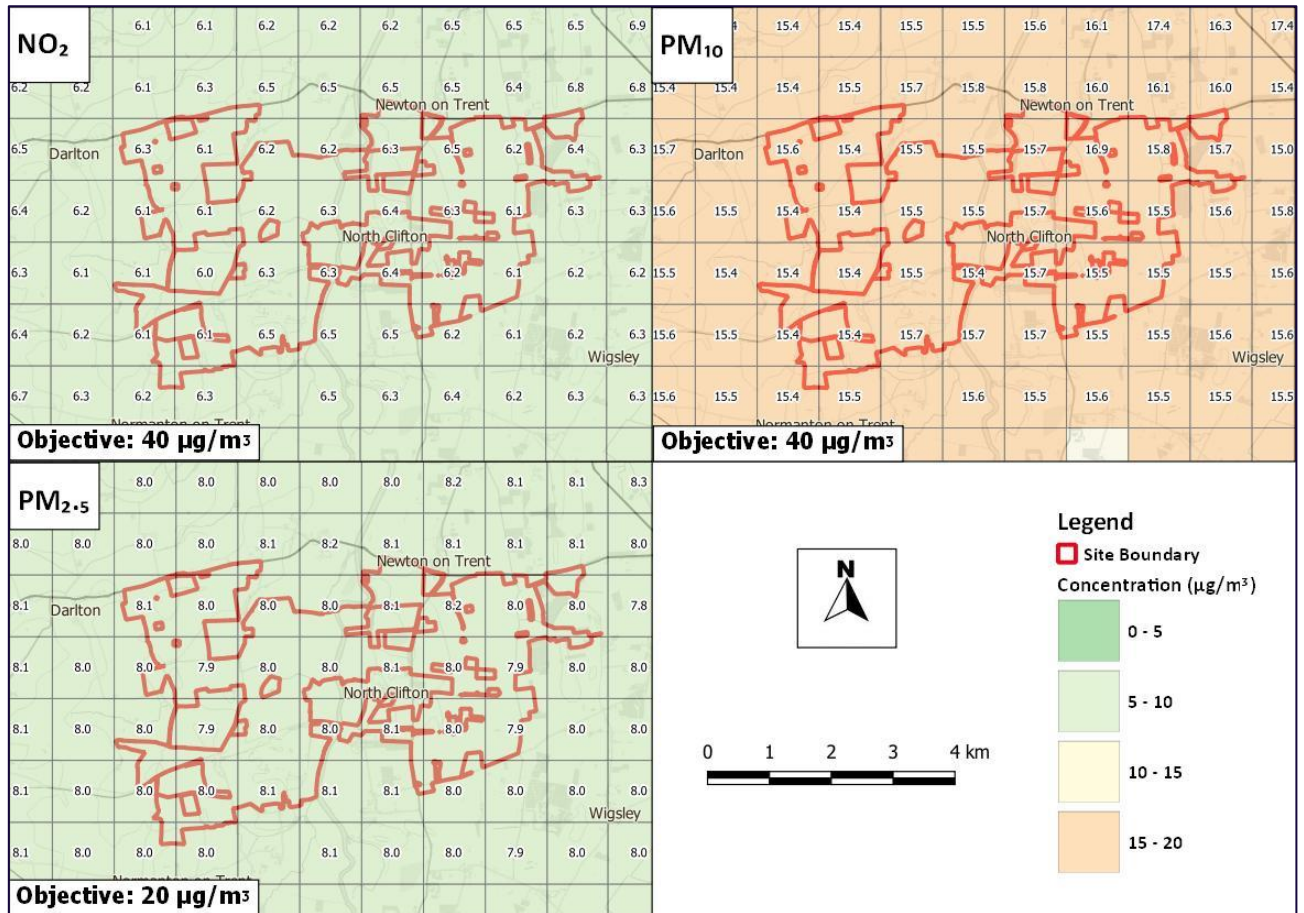 NO₂
6.1 6.1 6.2 6.2 6.5 6.5 6.5 6.5 6.9
6.2 6.1 6.3 6.5 6.5 6.5 6.5 6.4 6.8 6.8
Newton on Trent
6.5 6.3 6.1 6.2 6.2 6.3 6.5 6.2 6.4 6.3
Darlton
6.4 6.2 6.1 6.1 6.2 6.3 6.4 6.3 6.1 6.3 6.3
North Clifton
6.3 6.1 6.1 6.0 6.3 6.3 6.4 6.2 6.1 6.2 6.2
6.4 6.2 6.1 6.1 6.5 6.5 6.5 6.2 6.1 6.2 6.3
Wigsley
6.7 6.3 6.2 6.3 6.5 6.3 6.4 6.2 6.2 6.3
Normanton on Trent
Objective: 40 µg/m³
PM₁₀
15.4 15.4 15.5 15.5 15.6 16.1 17.4 16.3 17.4
15.4 15.5 15.5 15.7 15.8 15.8 16.0 16.1 16.0 15.4
Newton on Trent
15.7 15.6 15.4 15.5 15.5 15.7 16.9 15.8 15.7 15.0
Darlton
15.6 15.5 15.4 15.4 15.5 15.5 15.7 15.6 15.5 15.6 15.8
North Clifton
15.5 15.4 15.4 15.4 15.7 15.4 15.7 15.5 15.5 15.5 15.6
15.6 15.5 15.4 15.4 15.7 15.7 15.7 15.5 15.5 15.6 15.6
Wigsley
15.5 15.5 15.4 15.4 15.6 15.5 15.5 15.5 15.5 15.5
Normanton on Trent
Objective: 40 µg/m³
PM₂.₅
8.0 8.0 8.0 8.0 8.0 8.2 8.1 8.1 8.3
8.0 8.0 8.0 8.1 8.2 8.1 8.1 8.1 8.1 8.0
Newton on Trent
8.1 8.1 8.0 8.0 8.0 8.1 8.2 8.0 8.0 7.8
Darlton
8.1 8.0 8.0 7.9 8.0 8.0 8.1 8.0 7.9 8.0 8.0
North Clifton
8.1 8.0 8.0 7.9 8.0 8.0 8.1 8.0 7.9 8.0 8.0
8.1 8.0 8.0 8.0 8.1 8.1 8.1 8.0 8.0 8.0 8.0
Wigsley
8.1 8.0 8.0 8.0 8.1 8.0 8.0 7.9 8.0 8.0
Normanton on Trent
Objective: 20 µg/m³
N
0 1 2 3 4 km
Legend
Site Boundary
Concentration (µg/m³)
0 - 5
5 - 10
10 - 15
15 - 20